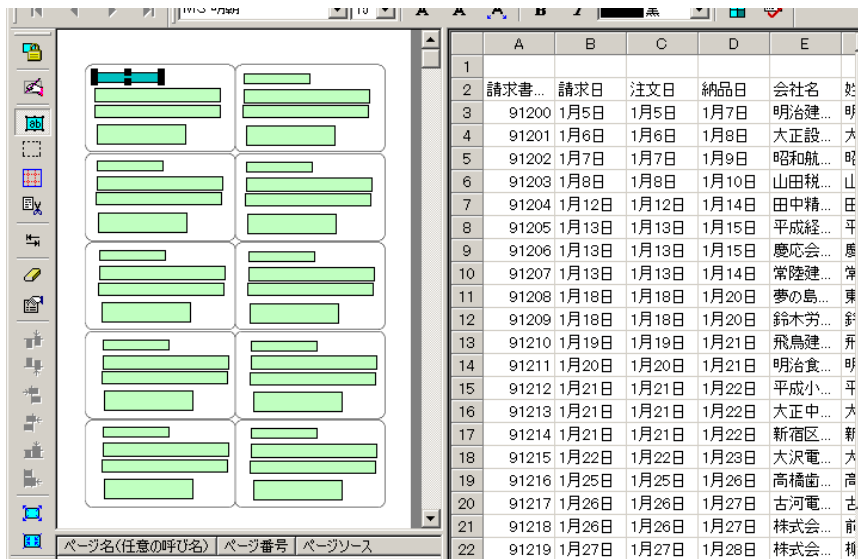 黒
A B C D E
1
2 請求書... 請求日 注文日 納品日 会社名 姓
3 91200 1月5日 1月5日 1月7日 明治建... 明
4 91201 1月6日 1月6日 1月8日 大正設... 大
5 91202 1月7日 1月7日 1月9日 昭和航... 昭
6 91203 1月8日 1月8日 1月10日 山田税... 山
7 91204 1月12日 1月12日 1月14日 田中精... 田
8 91205 1月13日 1月13日 1月15日 平成経... 平
9 91206 1月13日 1月13日 1月15日 慶応会... 慶
10 91207 1月13日 1月13日 1月14日 常陸建... 常
11 91208 1月18日 1月18日 1月20日 夢の島... 東
12 91209 1月18日 1月18日 1月20日 鈴木労... 鈴
13 91210 1月19日 1月19日 1月21日 飛鳥建... 飛
14 91211 1月20日 1月20日 1月21日 明治食... 明
15 91212 1月21日 1月21日 1月22日 平成小... 平
16 91213 1月21日 1月21日 1月22日 大正中... 大
17 91214 1月21日 1月21日 1月22日 新宿区... 新
18 91215 1月22日 1月22日 1月23日 大沢電... 大
19 91216 1月25日 1月25日 1月26日 高橋歯... 高
20 91217 1月26日 1月26日 1月27日 古河電... 古
21 91218 1月26日 1月26日 1月27日 株式会... 前
22 91219 1月27日 1月27日 1月28日 株式会...
ページ名(任意の呼び名) ページ番号 ページソース